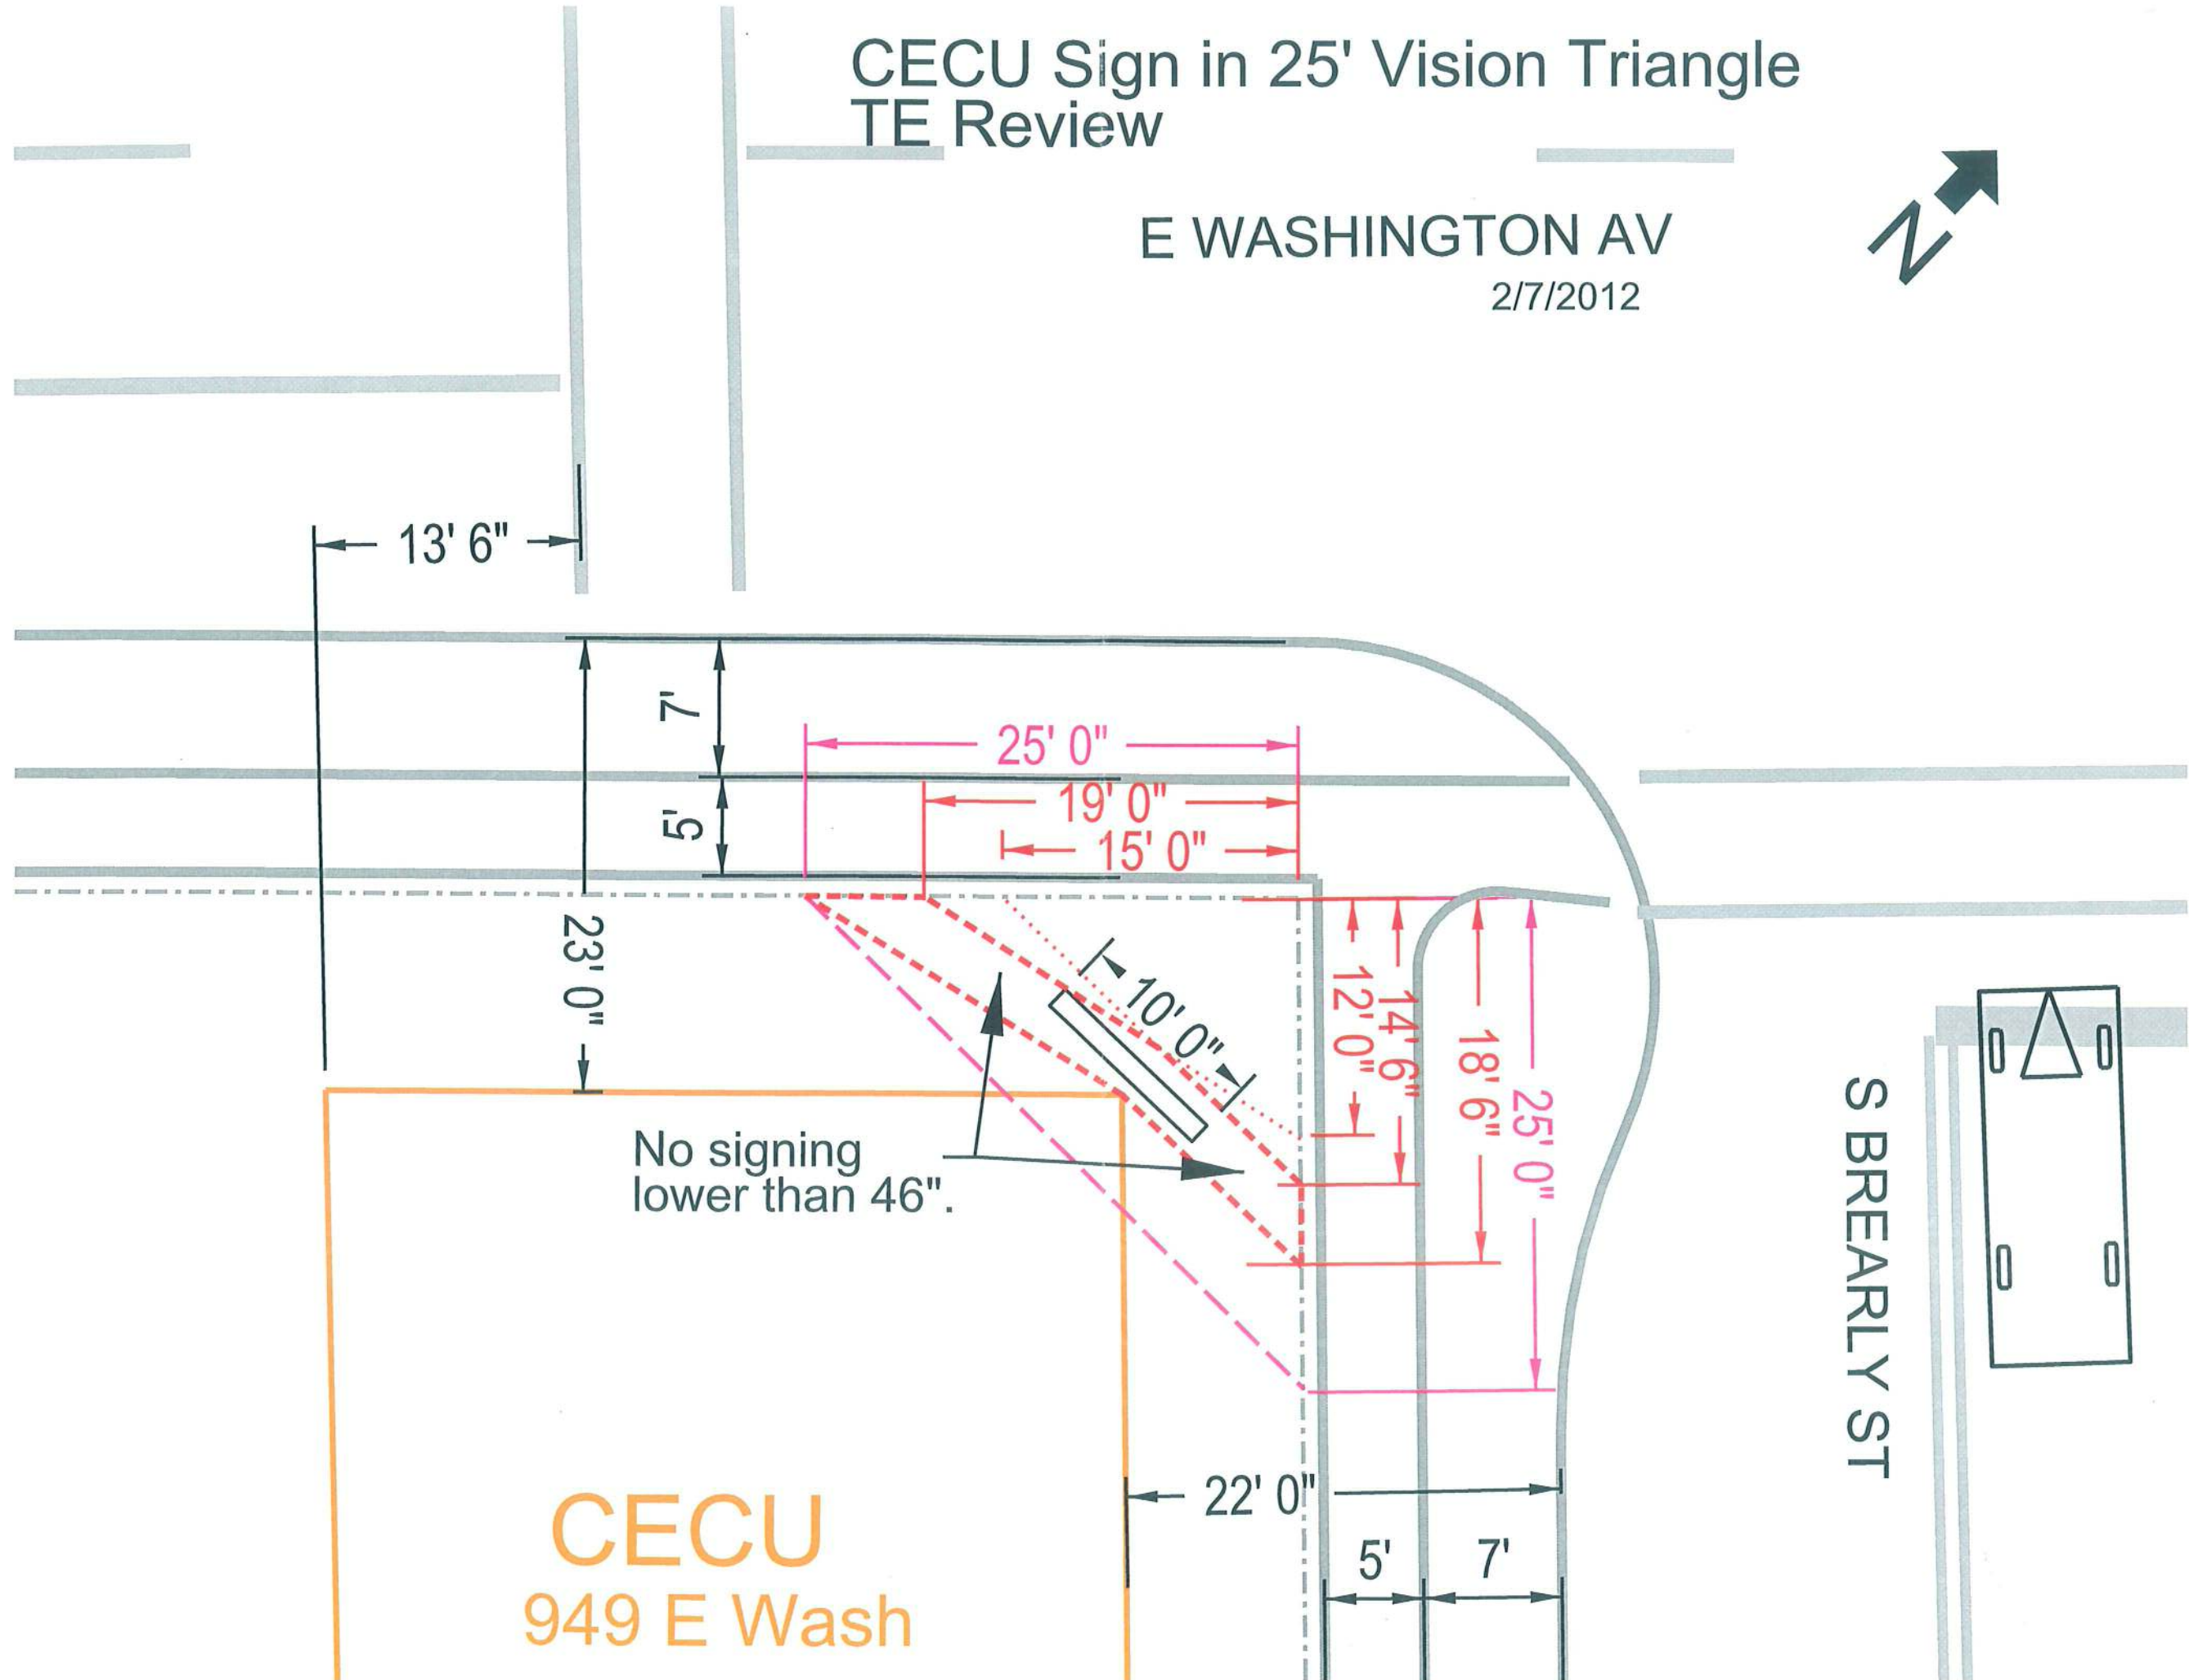 CECU Sign in 25' Vision Triangle
TE Review
E WASHINGTON AV
2/7/2012
N
13' 6"
7'
25' 0"
19' 0"
5'
15' 0"
23' 0"
10' 0"
12' 0"
14' 6"
18' 6"
25' 0"
No signing
lower than 46".
S BREARLY ST
22' 0"
CECU
949 E Wash
5'
7'